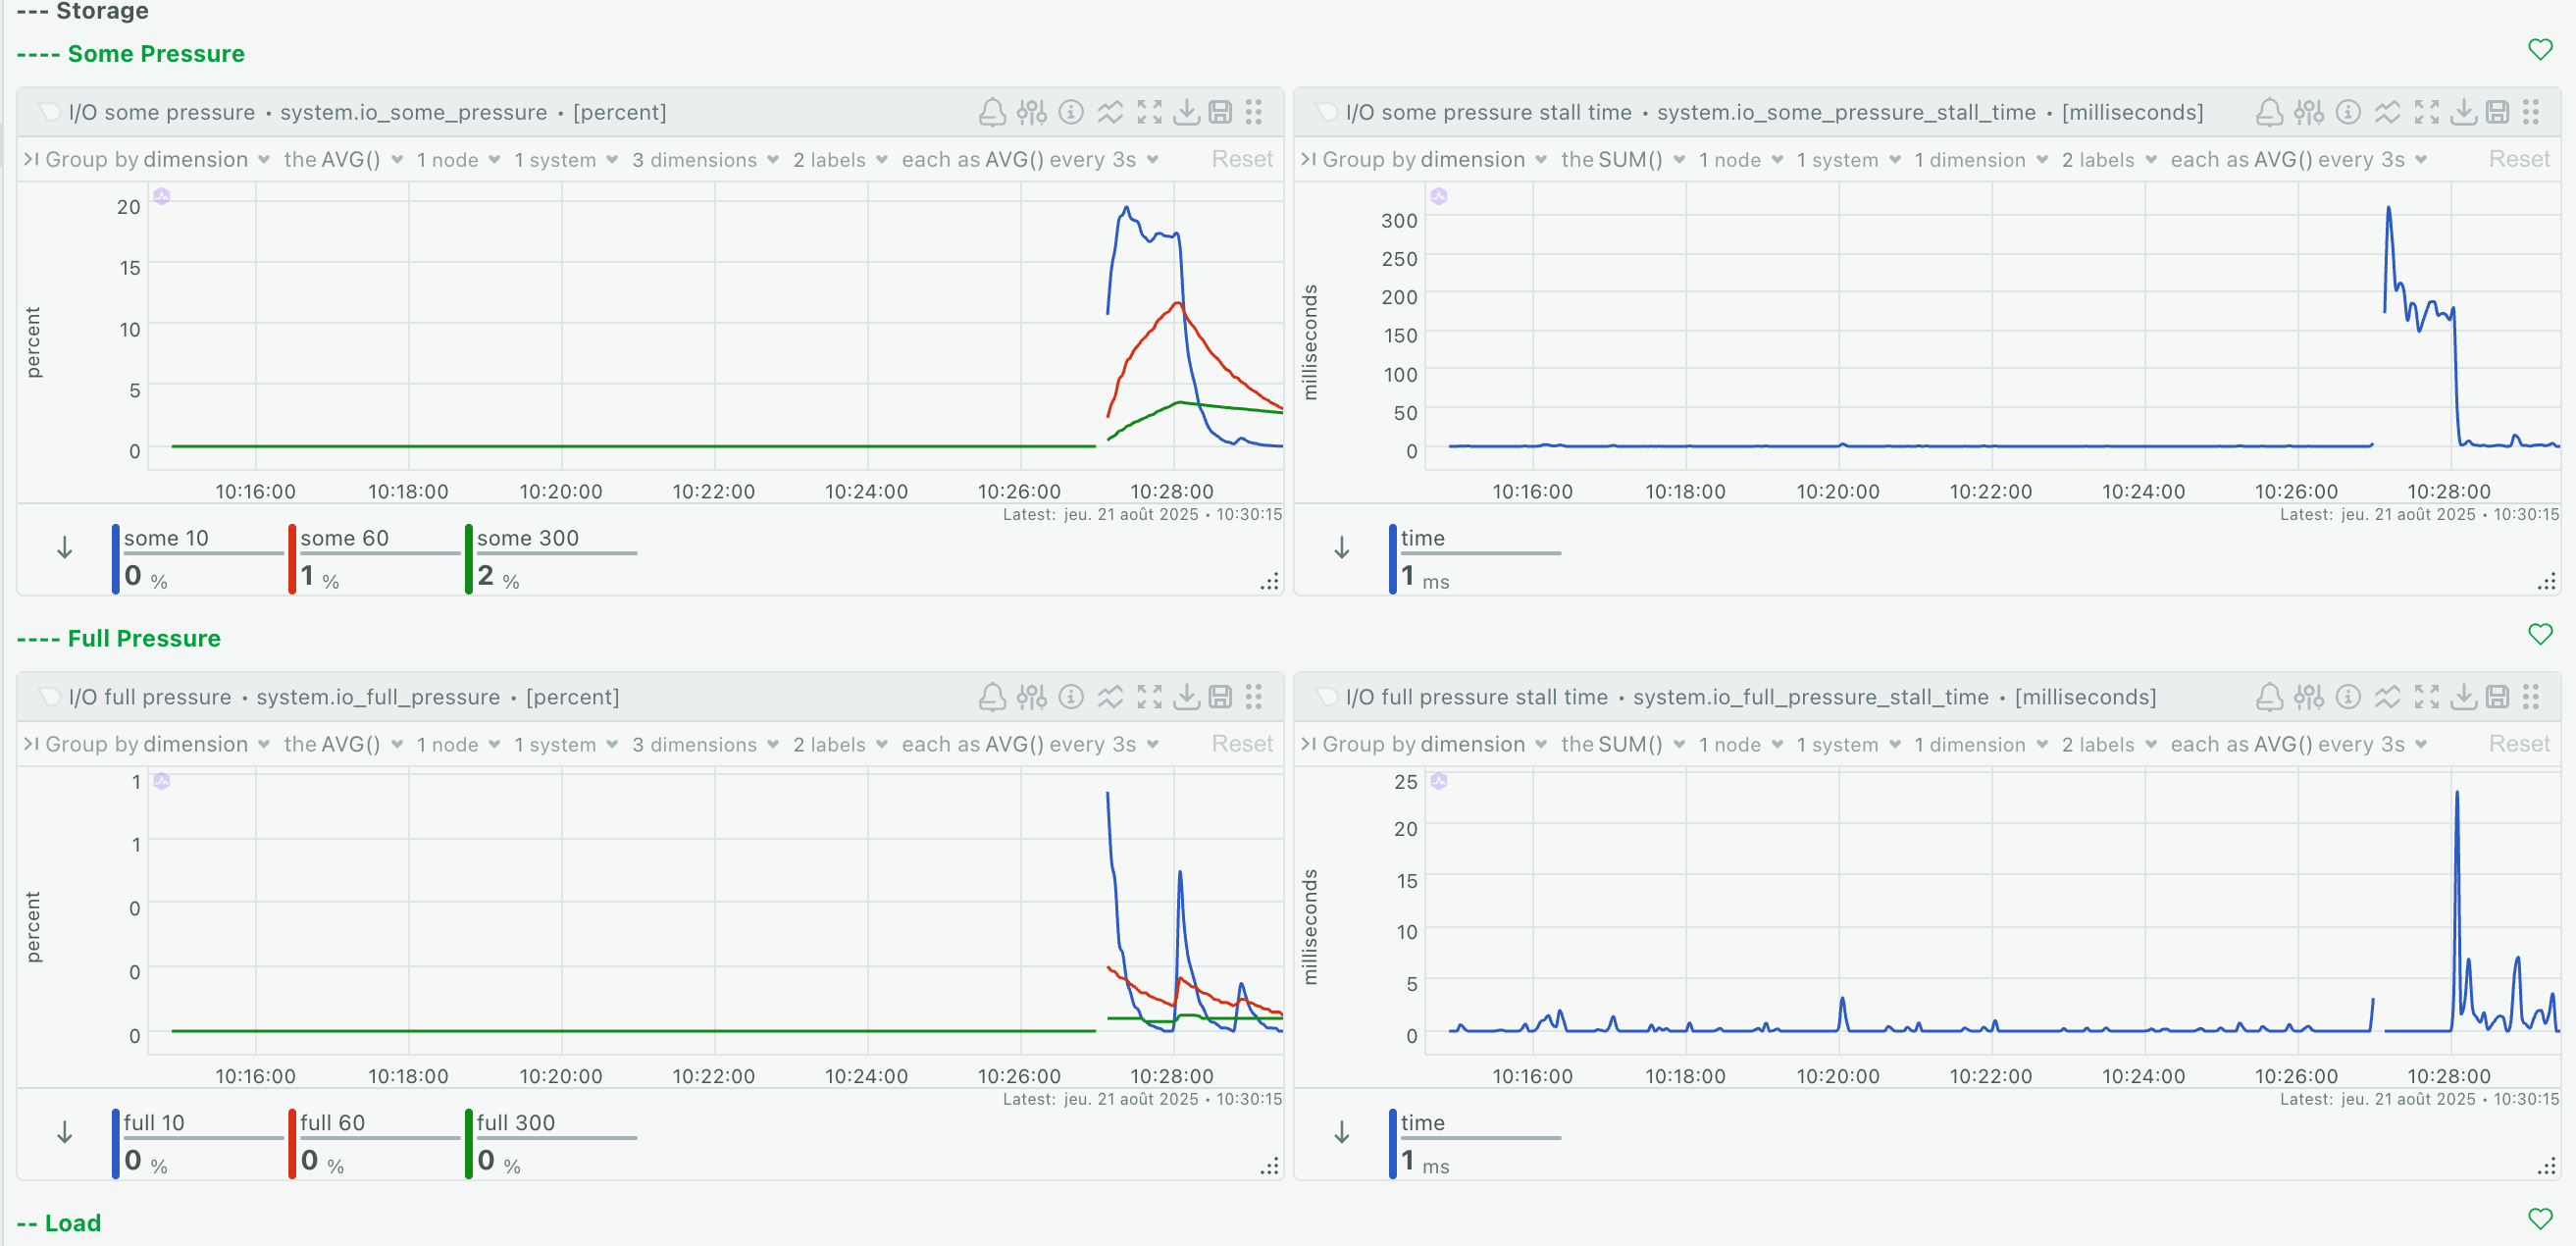 --- Storage
---- Some Pressure
I/O some pressure • system.io_some_pressure • [percent]
Group by dimension the AVG() 1 node 1 system 3 dimensions 2 labels each as AVG() every 3s Reset
percent
20
15
10
5
0
10:16:00 10:18:00 10:20:00 10:22:00 10:24:00 10:26:00 10:28:00
Latest: jeu. 21 août 2025 • 10:30:15
some 10 some 60 some 300
0 % 1 % 2 %
I/O some pressure stall time • system.io_some_pressure_stall_time • [milliseconds]
Group by dimension the SUM() 1 node 1 system 1 dimension 2 labels each as AVG() every 3s Reset
milliseconds
300
250
200
150
100
50
0
10:16:00 10:18:00 10:20:00 10:22:00 10:24:00 10:26:00 10:28:00
Latest: jeu. 21 août 2025 • 10:30:15
time
1 ms
---- Full Pressure
I/O full pressure • system.io_full_pressure • [percent]
Group by dimension the AVG() 1 node 1 system 3 dimensions 2 labels each as AVG() every 3s Reset
percent
1
1
0
0
0
10:16:00 10:18:00 10:20:00 10:22:00 10:24:00 10:26:00 10:28:00
Latest: jeu. 21 août 2025 • 10:30:15
full 10 full 60 full 300
0 % 0 % 0 %
I/O full pressure stall time • system.io_full_pressure_stall_time • [milliseconds]
Group by dimension the SUM() 1 node 1 system 1 dimension 2 labels each as AVG() every 3s Reset
milliseconds
25
20
15
10
5
0
10:16:00 10:18:00 10:20:00 10:22:00 10:24:00 10:26:00 10:28:00
Latest: jeu. 21 août 2025 • 10:30:15
time
1 ms
-- Load